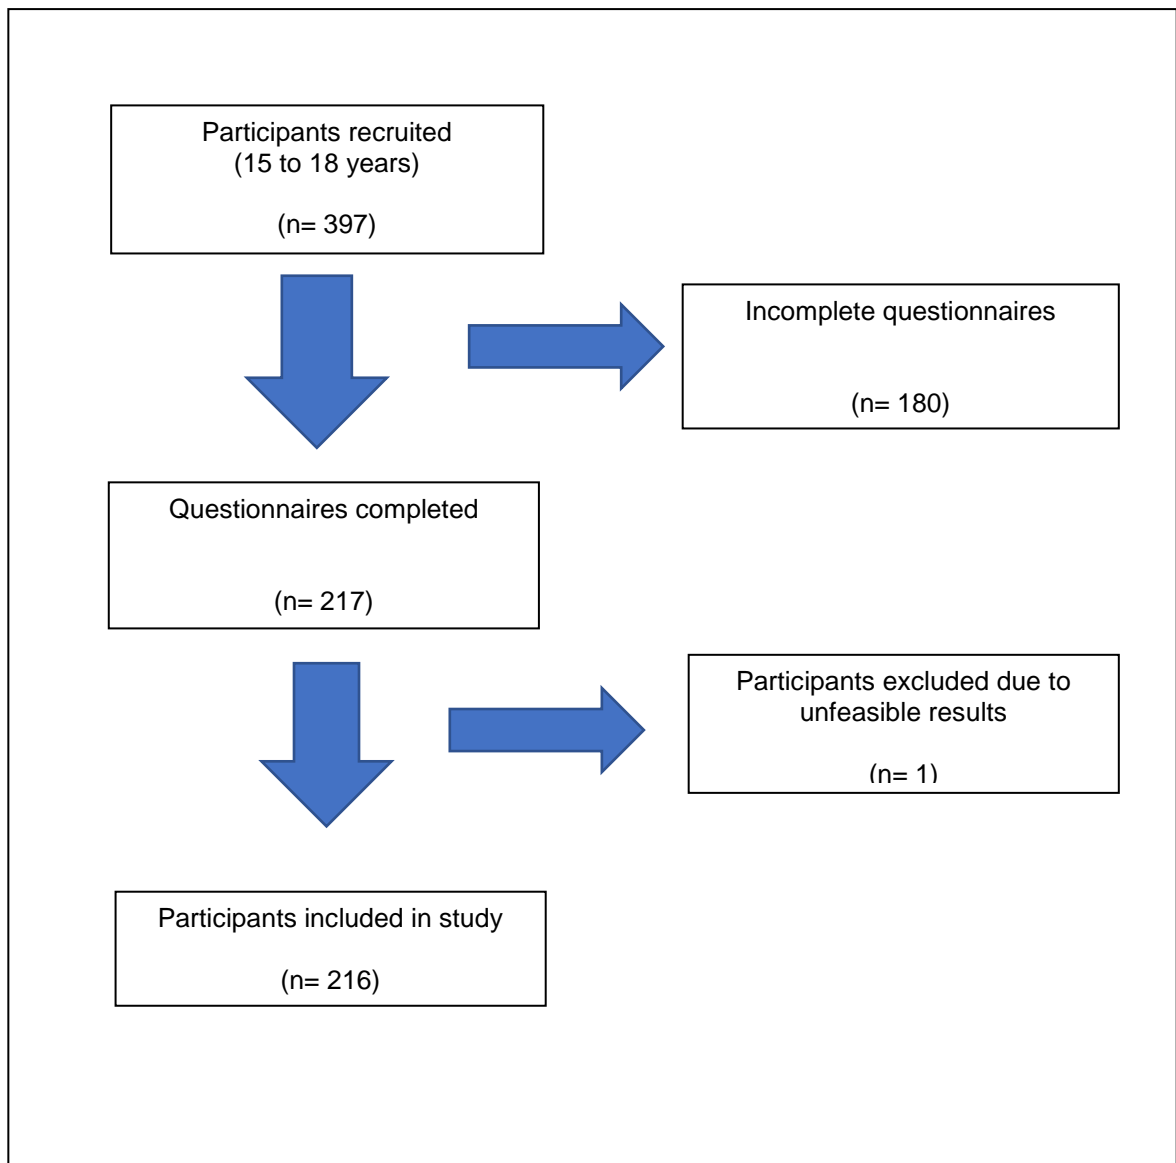 Participants recruited
(15 to 18 years)
(n= 397)
Incomplete questionnaires
(n= 180)
Questionnaires completed
(n= 217)
Participants excluded due to
unfeasible results
(n= 1)
Participants included in study
(n= 216)